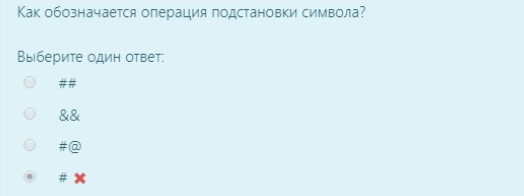 Как обозначается операция подстановки символа?
Выберите один ответ:
##
&&
#@
#